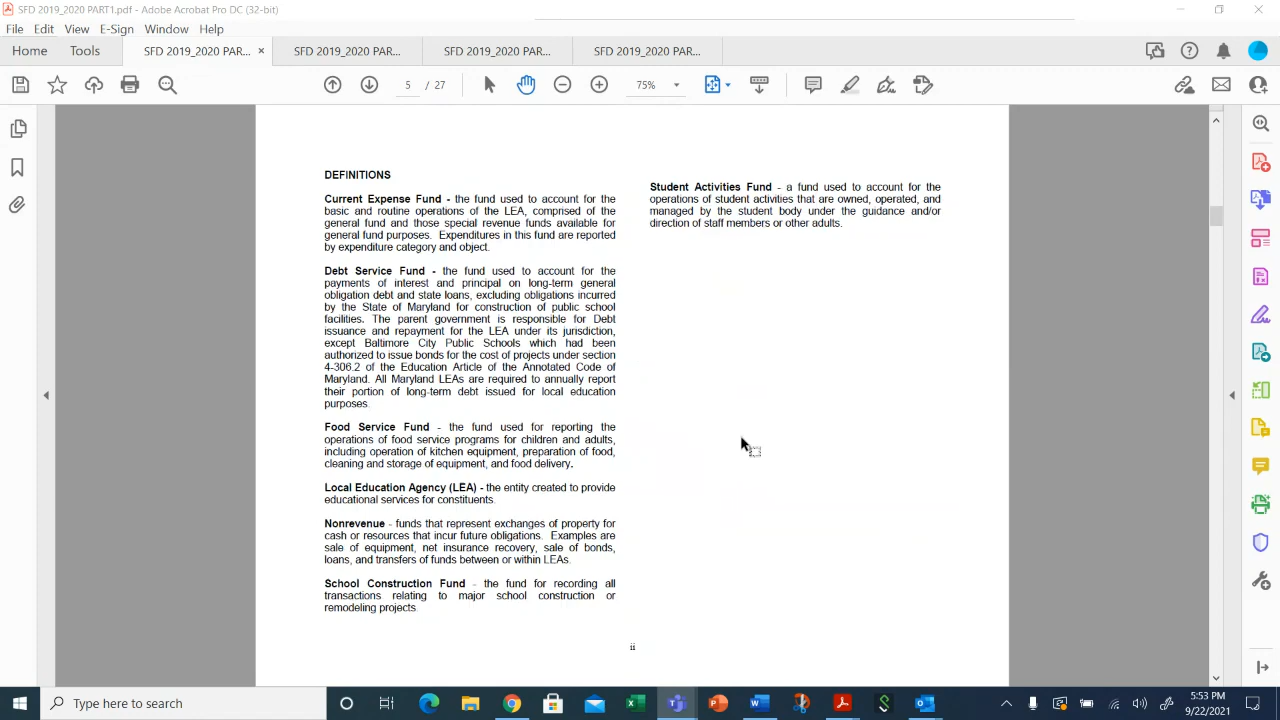 SFD 2019_2020 PART1.pdf - Adobe Acrobat Pro DC (32-bit)
File Edit View E-Sign Window Help
Home Tools SFD 2019_2020 PAR... × SFD 2019_2020 PAR... SFD 2019_2020 PAR... SFD 2019_2020 PAR...
5 / 27 75%
DEFINITIONS
Current Expense Fund - the fund used to account for the
basic and routine operations of the LEA, comprised of the
general fund and those special revenue funds available for
general fund purposes. Expenditures in this fund are reported
by expenditure category and object.
Debt Service Fund - the fund used to account for the
payments of interest and principal on long-term general
obligation debt and state loans, excluding obligations incurred
by the State of Maryland for construction of public school
facilities. The parent government is responsible for Debt
issuance and repayment for the LEA under its jurisdiction,
except Baltimore City Public Schools which had been
authorized to issue bonds for the cost of projects under section
4-306.2 of the Education Article of the Annotated Code of
Maryland. All Maryland LEAs are required to annually report
their portion of long-term debt issued for local education
purposes.
Food Service Fund - the fund used for reporting the
operations of food service programs for children and adults,
including operation of kitchen equipment, preparation of food,
cleaning and storage of equipment, and food delivery.
Local Education Agency (LEA) - the entity created to provide
educational services for constituents.
Nonrevenue - funds that represent exchanges of property for
cash or resources that incur future obligations. Examples are
sale of equipment, net insurance recovery, sale of bonds,
loans, and transfers of funds between or within LEAs.
School Construction Fund - the fund for recording all
transactions relating to major school construction or
remodeling projects.
Student Activities Fund - a fund used to account for the
operations of student activities that are owned, operated, and
managed by the student body under the guidance and/or
direction of staff members or other adults.
ii
Type here to search
5:53 PM
9/22/2021